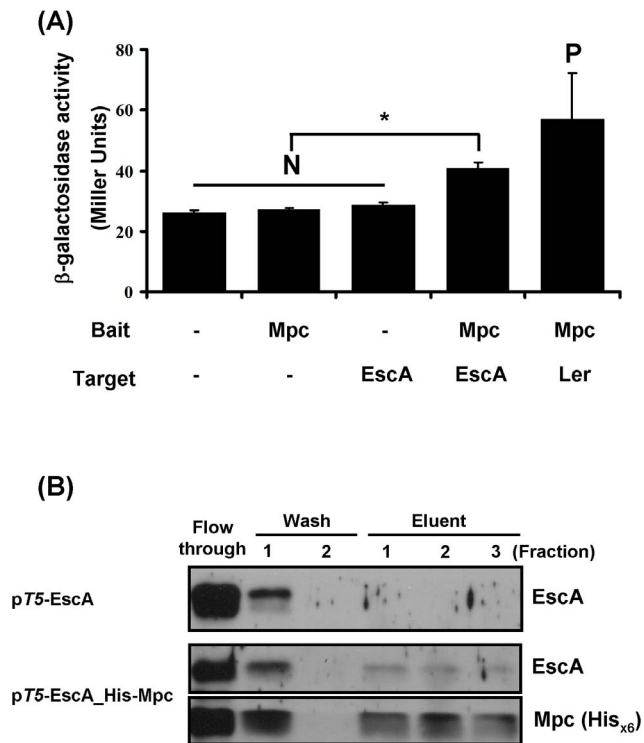 (A)
β-galactosidase activity
(Miller Units)
80
60
40
20
0
N
*
P
Bait - Mpc - Mpc Mpc
Target - - EscA EscA Ler
(B)
Flow through Wash Eluent
1 2 1 2 3 (Fraction)
pT5-EscA EscA
EscA
pT5-EscA_His-Mpc
Mpc (Hisx6)